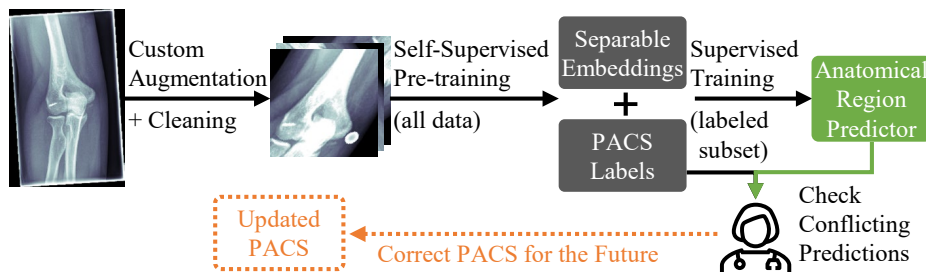 Custom
Augmentation
+ Cleaning
Self-Supervised
Pre-training
(all data)
Separable
Embeddings
+
PACS
Labels
Supervised
Training
(labeled
subset)
Anatomical
Region
Predictor
Check
Conflicting
Predictions
Correct PACS for the Future
Updated
PACS